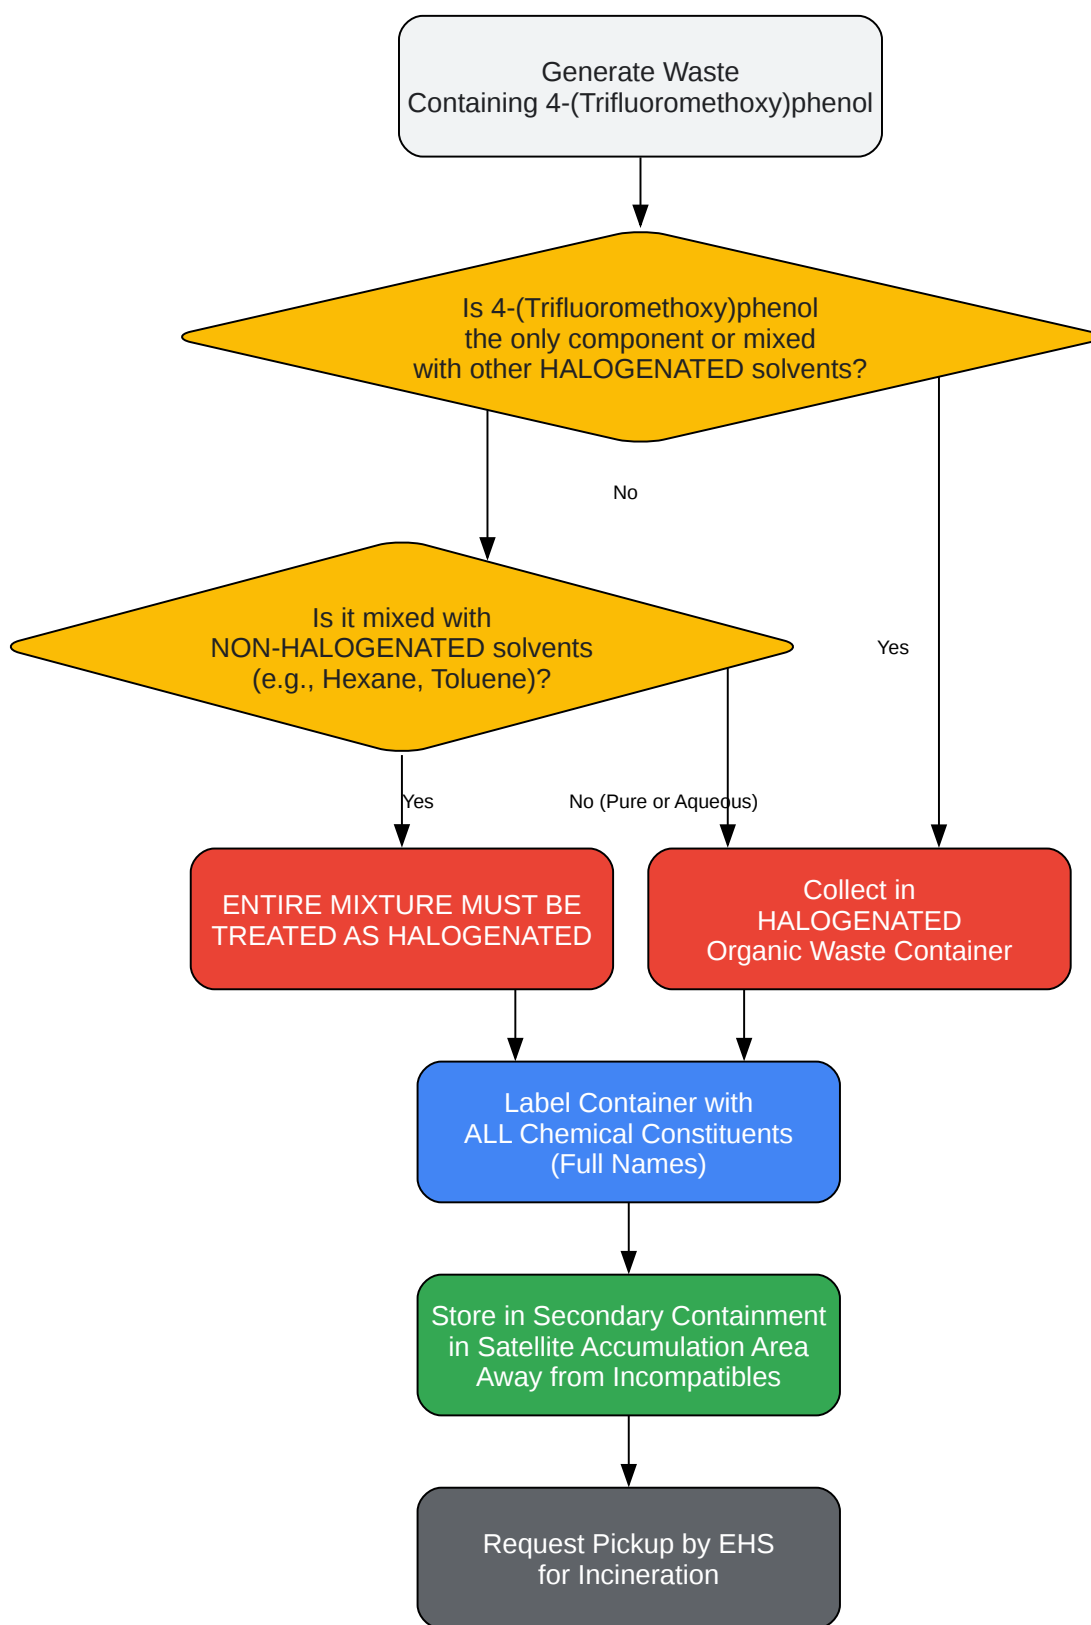 Generate Waste
Containing 4-(Trifluoromethoxy)phenol
Is 4-(Trifluoromethoxy)phenol
the only component or mixed
with other HALOGENATED solvents?
No
Is it mixed with
NON-HALOGENATED solvents
(e.g., Hexane, Toluene)?
Yes
Yes
No (Pure or Aqueous)
ENTIRE MIXTURE MUST BE
TREATED AS HALOGENATED
Collect in
HALOGENATED
Organic Waste Container
Label Container with
ALL Chemical Constituents
(Full Names)
Store in Secondary Containment
in Satellite Accumulation Area
Away from Incompatibles
Request Pickup by EHS
for Incineration